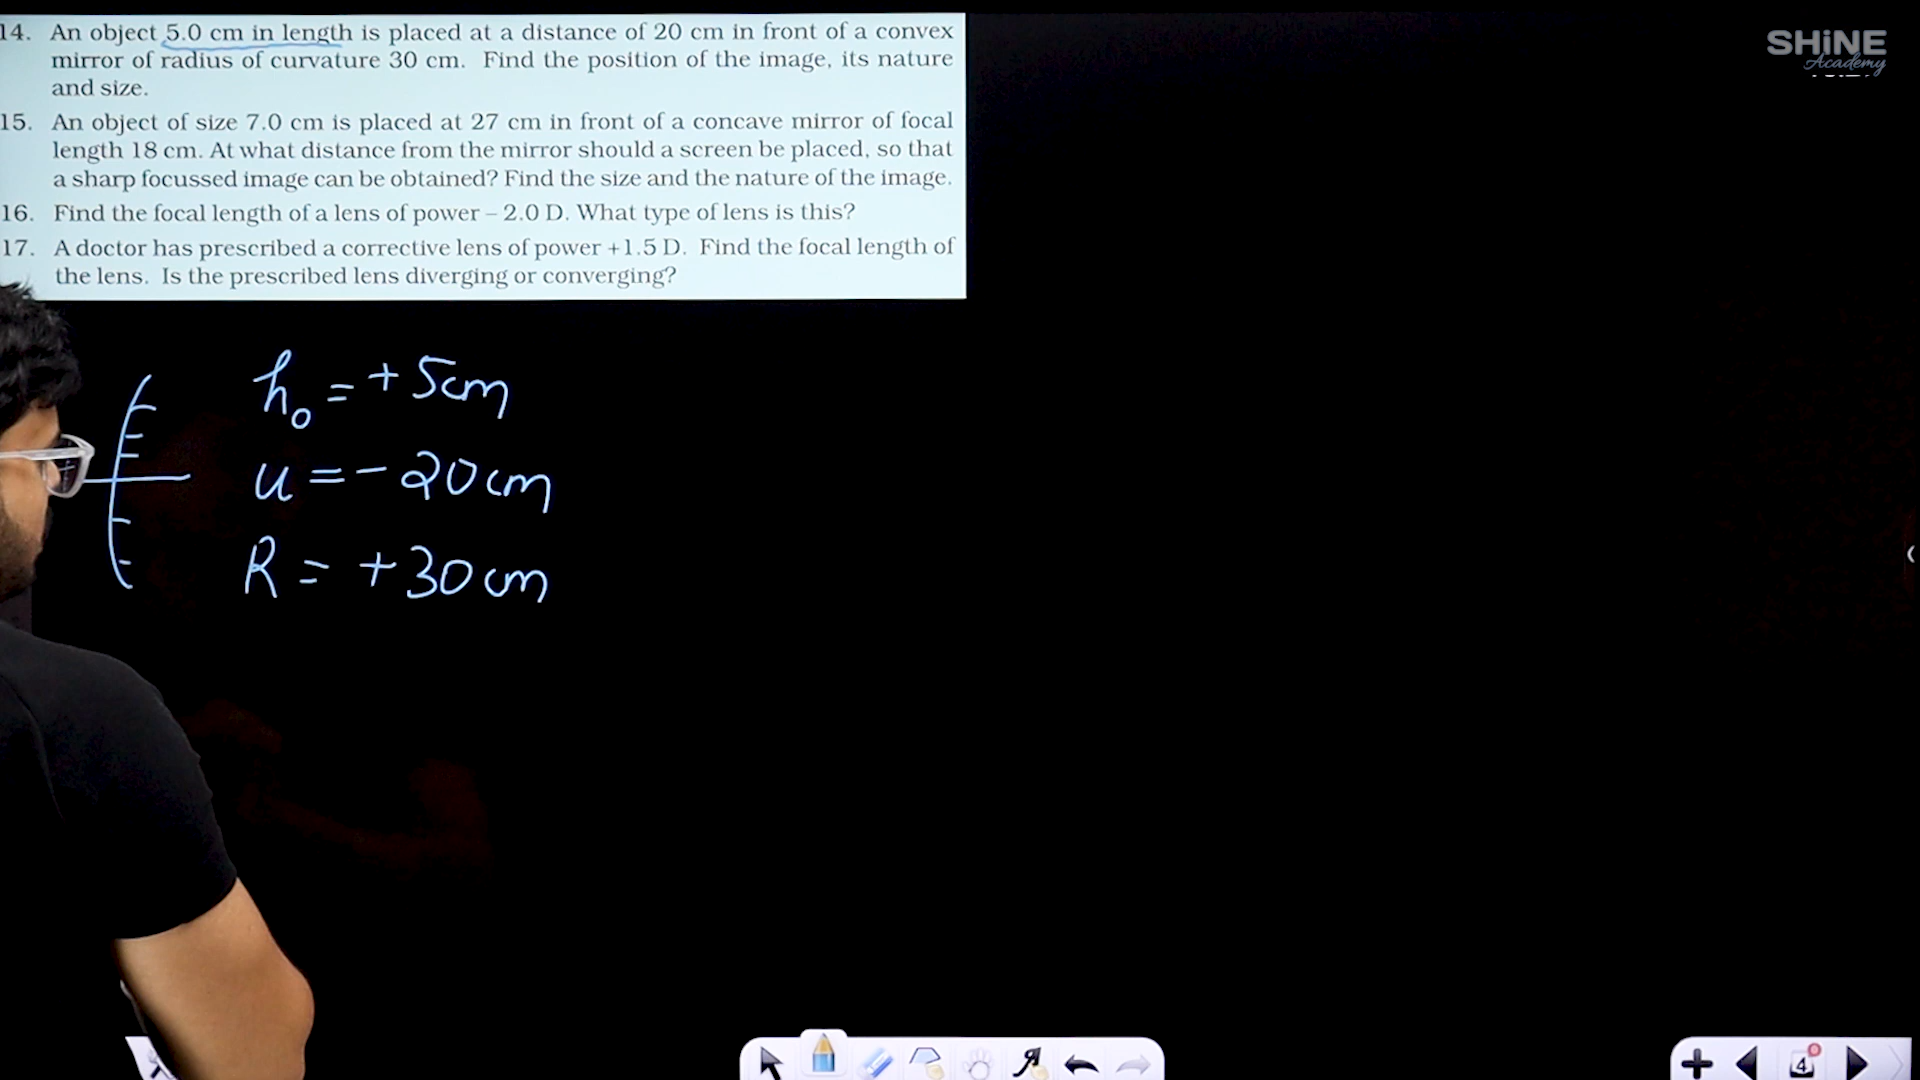 14. An object 5.0 cm in length is placed at a distance of 20 cm in front of a convex
mirror of radius of curvature 30 cm. Find the position of the image, its nature
and size.
15. An object of size 7.0 cm is placed at 27 cm in front of a concave mirror of focal
length 18 cm. At what distance from the mirror should a screen be placed, so that
a sharp focussed image can be obtained? Find the size and the nature of the image.
16. Find the focal length of a lens of power – 2.0 D. What type of lens is this?
17. A doctor has prescribed a corrective lens of power +1.5 D. Find the focal length of
the lens. Is the prescribed lens diverging or converging?
SHiNE
Academy
h₀ = +5cm
u = - 20cm
R = +30cm
4
0